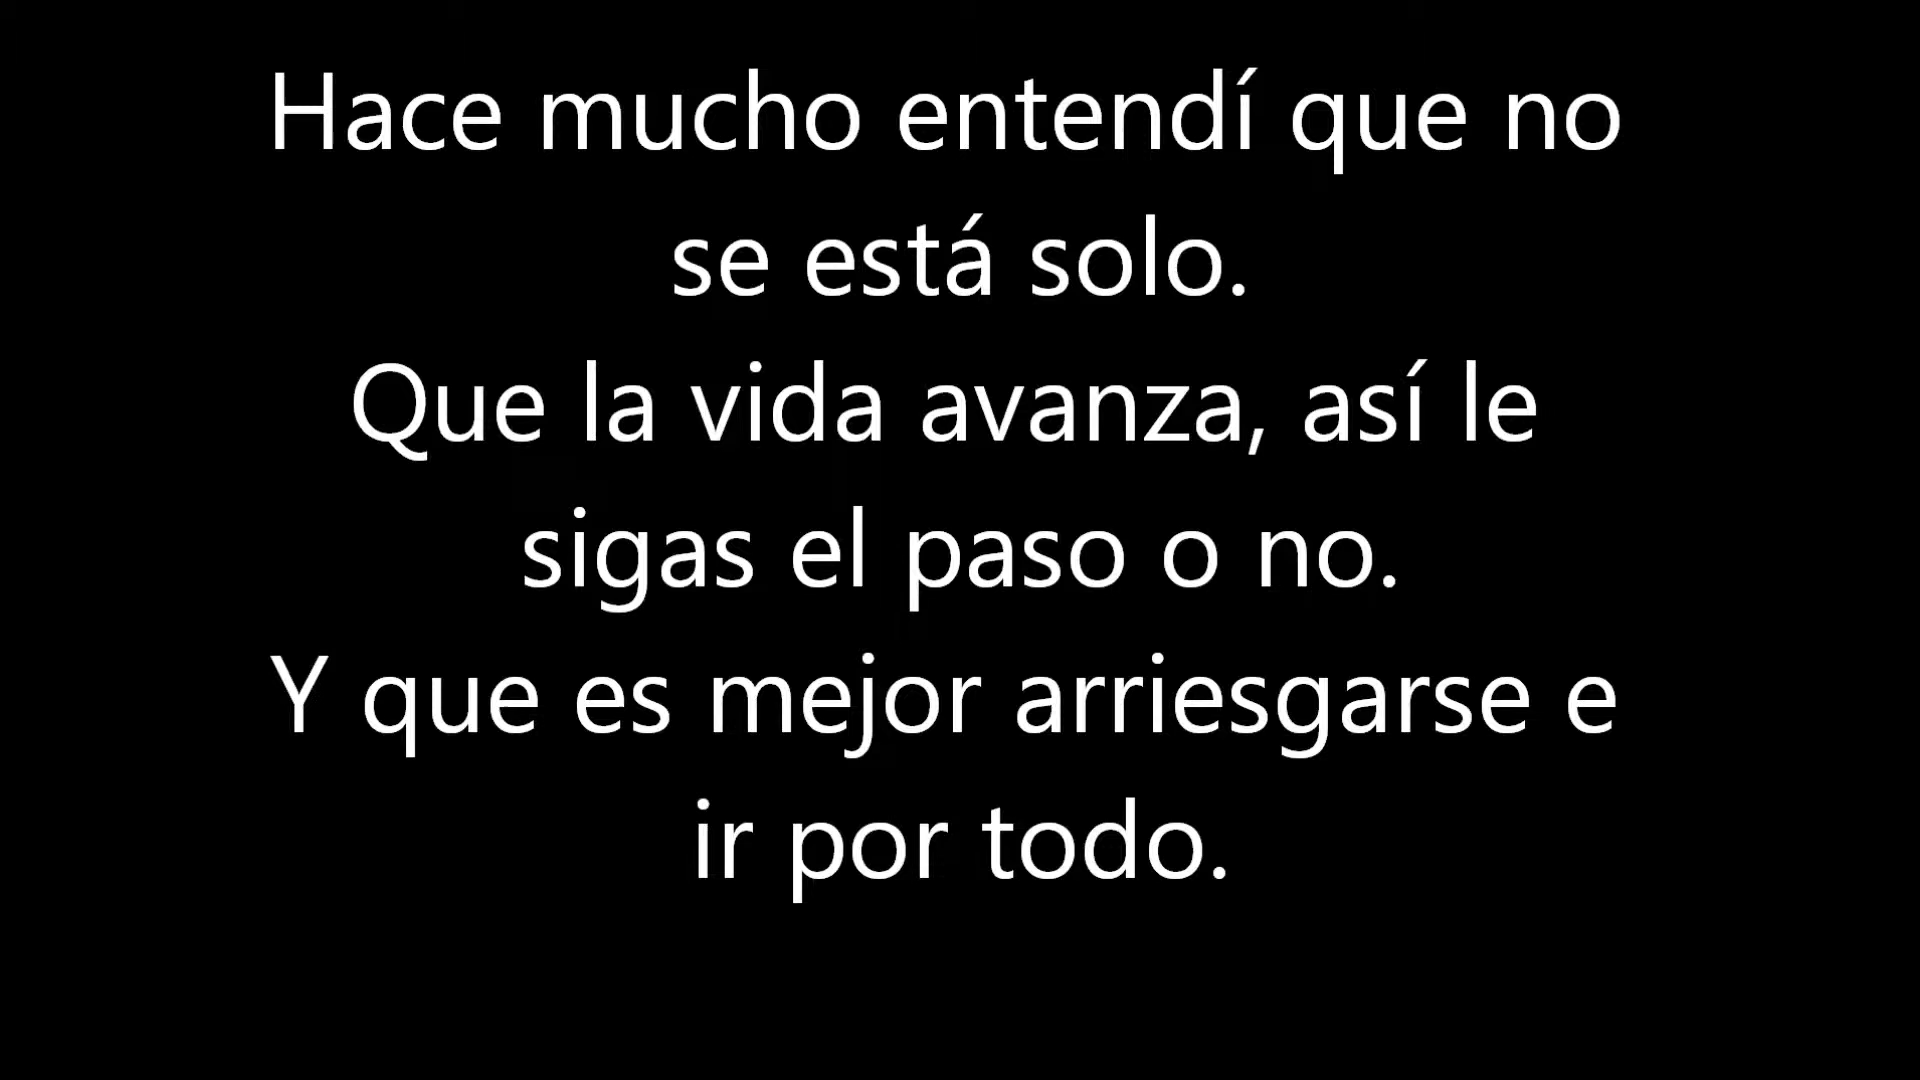 Hace mucho entendí que no
se está solo.
Que la vida avanza, así le
sigas el paso o no.
Y que es mejor arriesgarse e
ir por todo.